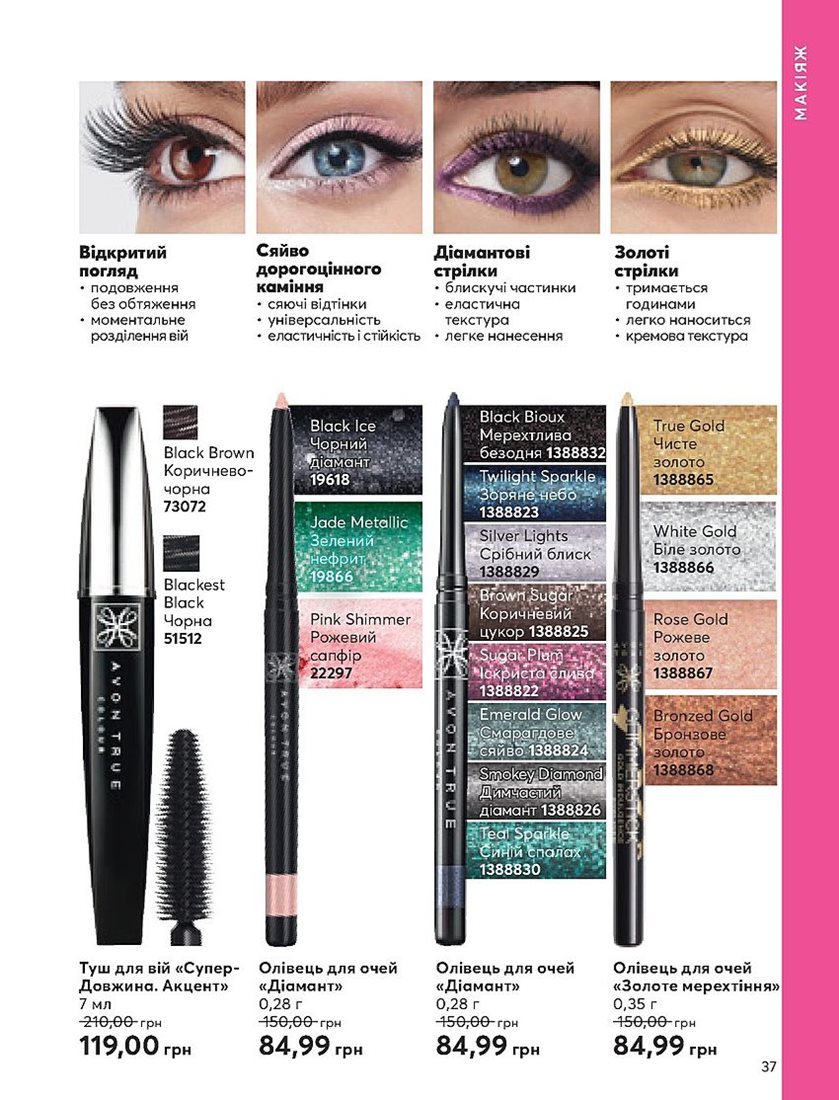 МАКІЯЖ
Відкритий
погляд
• подовження
без обтяження
• моментальне
розділення вій
Сяйво
дорогоцінного
каміння
• сяючі відтінки
• універсальність
• еластичність і стійкість
Діамантові
стрілки
• блискучі частинки
• еластична
текстура
• легке нанесення
Золоті
стрілки
• тримається
годинами
• легко наноситься
• кремова текстура
Black Brown
Коричнево-
чорна
73072
Blackest
Black
Чорна
51512
AVON TRUE
COLOUR
Black Ice
Чорний
діамант
19618
Jade Metallic
Зелений
нефрит
19866
Pink Shimmer
Рожевий
сапфір
22297
AVON TRUE
COLOUR
Black Bioux
Мерехтлива
безодня 1388832
Twilight Sparkle
Зоряне небо
1388823
Silver Lights
Срібний блиск
1388829
Brown Sugar
Коричневий
цукор 1388825
Sugar Plum
Іскриста слива
1388822
Emerald Glow
Смарагдове
сяйво 1388824
Smokey Diamond
Димчастий
діамант 1388826
Teal Sparkle
Синій спалах
1388830
AVON TRUE
True Gold
Чисте
золото
1388865
White Gold
Біле золото
1388866
Rose Gold
Рожеве
золото
1388867
Bronzed Gold
Бронзове
золото
1388868
Туш для вій «Супер-
Довжина. Акцент»
7 мл
210,00 грн
119,00 грн
Олівець для очей
«Діамант»
0,28 г
150,00 грн
84,99 грн
Олівець для очей
«Діамант»
0,28 г
150,00 грн
84,99 грн
Олівець для очей
«Золоте мерехтіння»
0,35 г
150,00 грн
84,99 грн
37